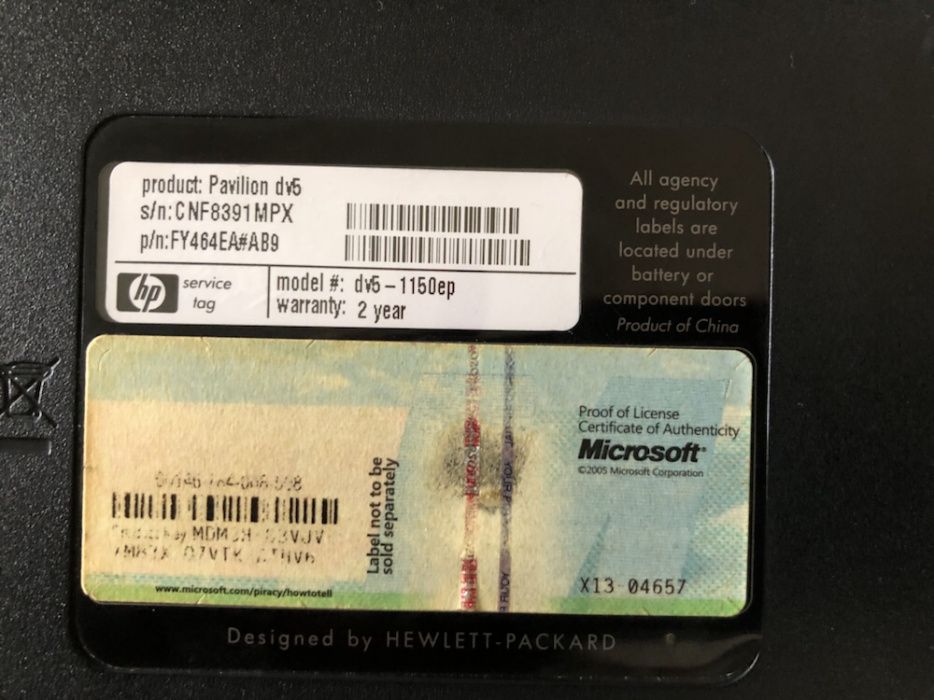 product: Pavilion dv5
s/n:CNF8391MPX
p/n:FY464EA#AB9
hp
service
tag
model #: dv5-1150ep
warranty: 2 year
All agency
and regulatory
labels are
located under
battery or
component doors
Product of China
Label not to be
sold separately
www.microsoft.com/piracy/howtotell
Proof of License
Certificate of Authenticity
Microsoft®
©2005 Microsoft Corporation
X13-04657
Designed by HEWLETT-PACKARD